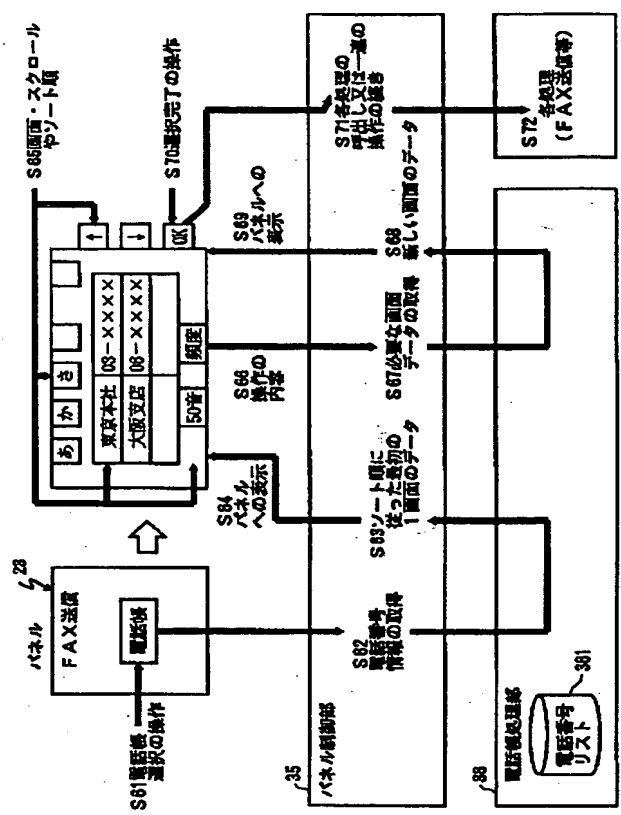 パネル
23
FAX送信
電話帳
S61電話帳
選択の操作
S85画面・スクロール
やソート順
あ
か
さ
東京本社
03-××××
大阪支店
06-××××
50音
頻度
↑
↓
OK
S70選択完了の操作
S64
パネル
への表示
S66
操作の
内容
S69
パネルへの
表示
35
パネル制御部
S62
電話番号
情報の取得
S63ソート順に
従った最初の
1画面のデータ
S67必要な画面
データの取得
S68
新しい画面のデータ
S71各処理の
呼出し又は一連の
操作の続き
88
電話帳処理部
電話番号
リスト
381
S72
各処理
(FAX送信等)